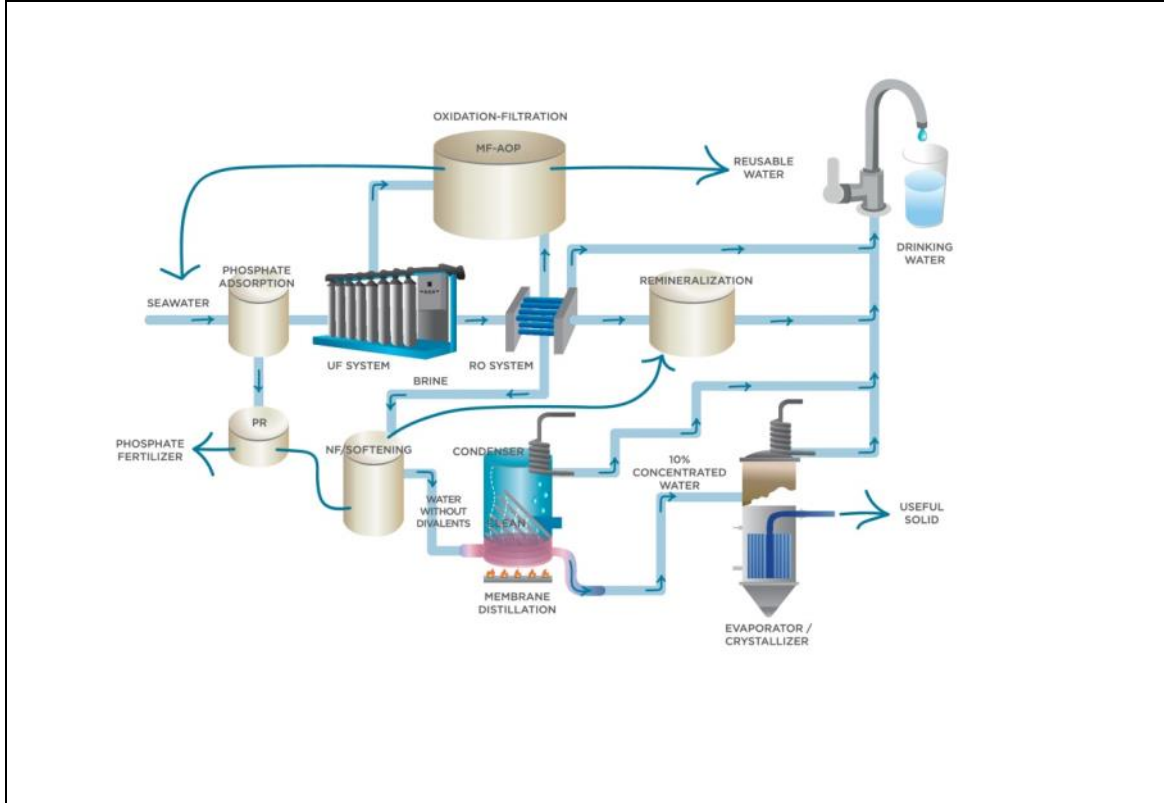 OXIDATION-FILTRATION
MF-AOP
REUSABLE
WATER
DRINKING
WATER
PHOSPHATE
ADSORPTION
SEAWATER
REMINERALIZATION
UF SYSTEM
RO SYSTEM
BRINE
PR
PHOSPHATE
FERTILIZER
NF/SOFTENING
CONDENSER
10%
CONCENTRATED
WATER
WATER
WITHOUT
DIVALENTS
CLEAN
USEFUL
SOLID
MEMBRANE
DISTILLATION
EVAPORATOR /
CRYSTALLIZER